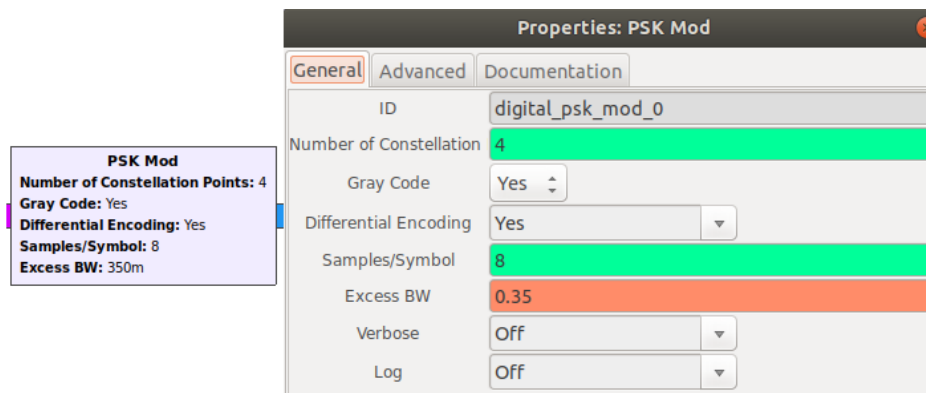 PSK Mod
Number of Constellation Points: 4
Gray Code: Yes
Differential Encoding: Yes
Samples/Symbol: 8
Excess BW: 350m
Properties: PSK Mod
General Advanced Documentation
ID digital_psk_mod_0
Number of Constellation 4
Gray Code Yes
Differential Encoding Yes
Samples/Symbol 8
Excess BW 0.35
Verbose Off
Log Off